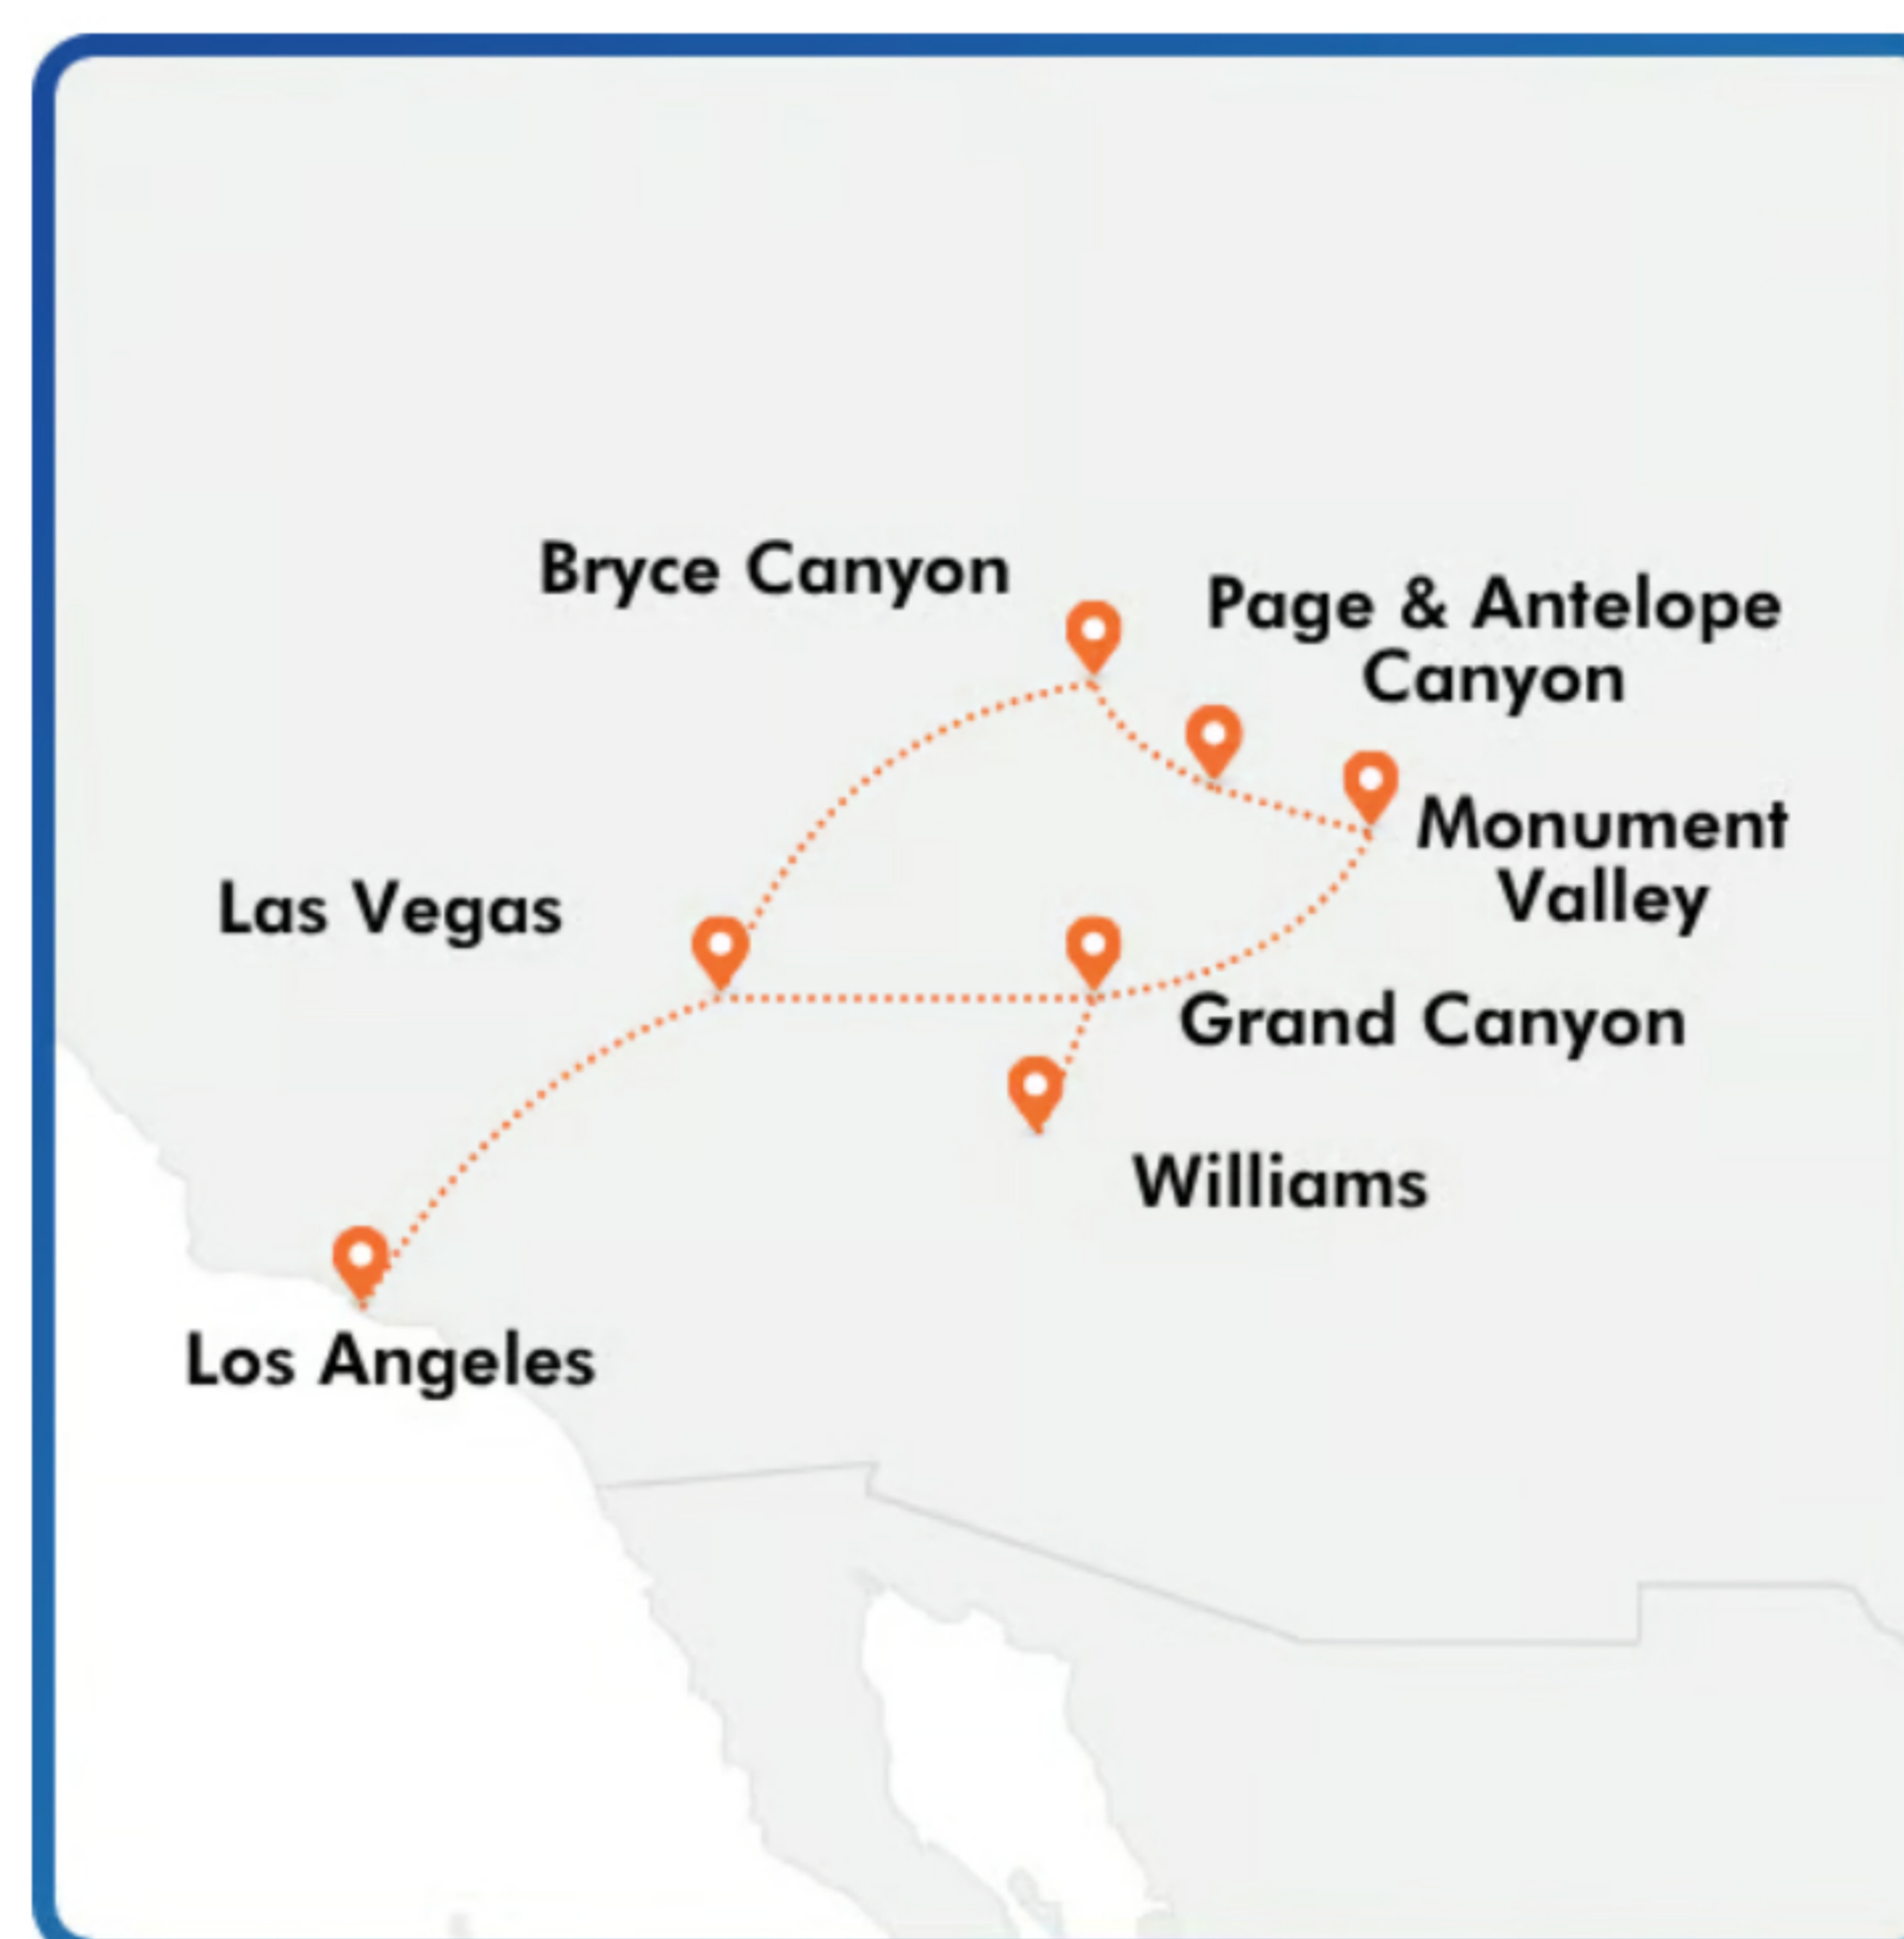 Bryce Canyon
Page & Antelope
Canyon
Monument
Valley
Las Vegas
Grand Canyon
Williams
Los Angeles